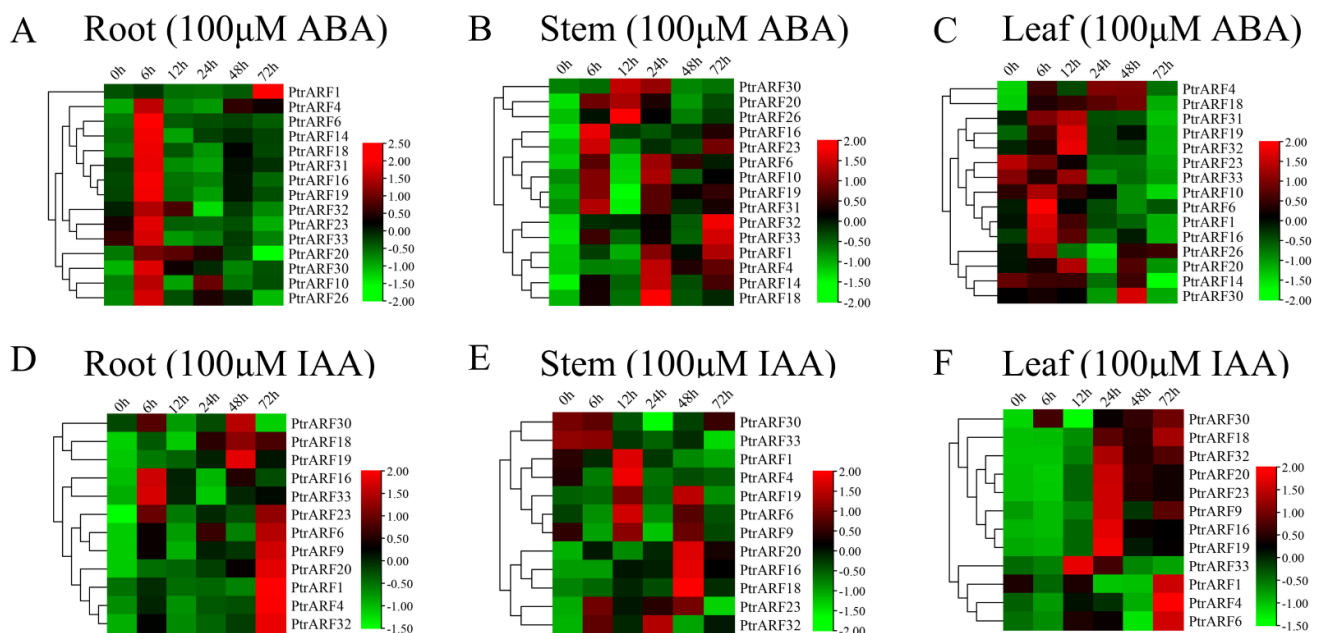 A Root (100μM ABA)
0h 6h 12h 24h 48h 72h
PtrARF1
PtrARF4
PtrARF6
PtrARF14
PtrARF18
PtrARF31
PtrARF16
PtrARF19
PtrARF32
PtrARF23
PtrARF33
PtrARF20
PtrARF30
PtrARF10
PtrARF26
2.50
2.00
1.50
1.00
0.50
0.00
-0.50
-1.00
-1.50
-2.00
B Stem (100μM ABA)
0h 6h 12h 24h 48h 72h
PtrARF30
PtrARF20
PtrARF26
PtrARF16
PtrARF23
PtrARF6
PtrARF10
PtrARF19
PtrARF31
PtrARF32
PtrARF33
PtrARF1
PtrARF4
PtrARF14
PtrARF18
2.00
1.50
1.00
0.50
0.00
-0.50
-1.00
-1.50
-2.00
C Leaf (100μM ABA)
0h 6h 12h 24h 48h 72h
PtrARF4
PtrARF18
PtrARF31
PtrARF19
PtrARF32
PtrARF23
PtrARF33
PtrARF10
PtrARF6
PtrARF1
PtrARF16
PtrARF26
PtrARF20
PtrARF14
PtrARF30
2.00
1.50
1.00
0.50
0.00
-0.50
-1.00
-1.50
-2.00
D Root (100μM IAA)
0h 6h 12h 24h 48h 72h
PtrARF30
PtrARF18
PtrARF19
PtrARF16
PtrARF33
PtrARF23
PtrARF6
PtrARF9
PtrARF20
PtrARF1
PtrARF4
PtrARF32
2.00
1.50
1.00
0.50
0.00
-0.50
-1.00
-1.50
E Stem (100μM IAA)
0h 6h 12h 24h 48h 72h
PtrARF30
PtrARF33
PtrARF1
PtrARF4
PtrARF19
PtrARF6
PtrARF9
PtrARF20
PtrARF16
PtrARF18
PtrARF23
PtrARF32
2.00
1.50
1.00
0.50
0.00
-0.50
-1.00
-1.50
-2.00
F Leaf (100μM IAA)
0h 6h 12h 24h 48h 72h
PtrARF30
PtrARF18
PtrARF32
PtrARF20
PtrARF23
PtrARF9
PtrARF16
PtrARF19
PtrARF33
PtrARF1
PtrARF4
PtrARF6
2.00
1.50
1.00
0.50
0.00
-0.50
-1.00
-1.50